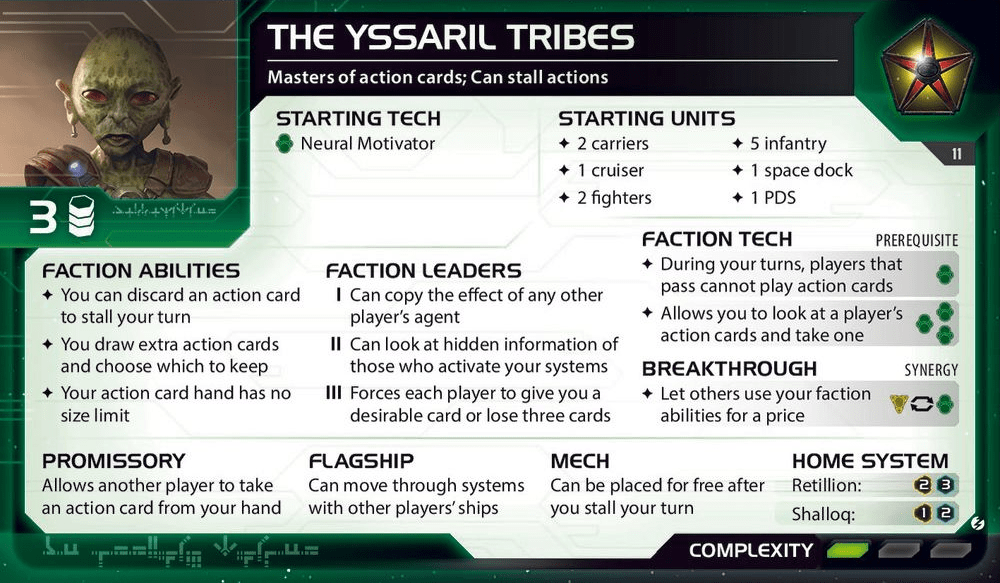 THE YSSARIL TRIBES
Masters of action cards; Can stall actions
11
3
STARTING TECH
Neural Motivator
STARTING UNITS
✦ 2 carriers
✦ 1 cruiser
✦ 2 fighters
✦ 5 infantry
✦ 1 space dock
✦ 1 PDS
FACTION ABILITIES
✦ You can discard an action card
to stall your turn
✦ You draw extra action cards
and choose which to keep
✦ Your action card hand has no
size limit
FACTION LEADERS
I Can copy the effect of any other
player's agent
II Can look at hidden information of
those who activate your systems
III Forces each player to give you a
desirable card or lose three cards
FACTION TECH PREREQUISITE
✦ During your turns, players that
pass cannot play action cards
✦ Allows you to look at a player's
action cards and take one
BREAKTHROUGH SYNERGY
✦ Let others use your faction
abilities for a price
PROMISSORY
Allows another player to take
an action card from your hand
FLAGSHIP
Can move through systems
with other players' ships
MECH
Can be placed for free after
you stall your turn
HOME SYSTEM
Retillion: 2 3
Shalloq: 1 2
COMPLEXITY